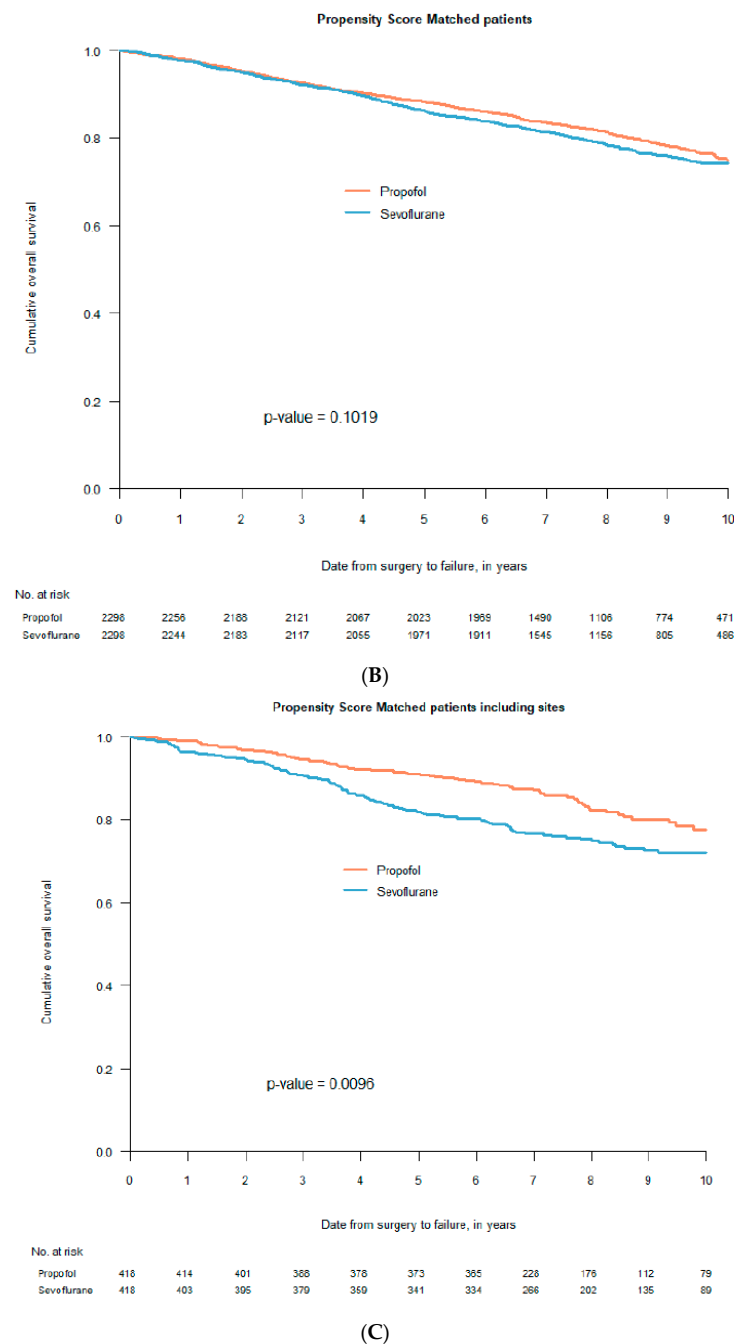 Propensity Score Matched patients
1.0
0.8
0.6
0.4
0.2
0.0
Cumulative overall survival
Propofol
Sevoflurane
p-value = 0.1019
0 1 2 3 4 5 6 7 8 9 10
Date from surgery to failure, in years
No. at risk
Propofol 2298 2256 2188 2121 2067 2023 1969 1490 1106 774 471
Sevoflurane 2298 2244 2183 2117 2055 1971 1911 1545 1156 805 486
(B)
Propensity Score Matched patients including sites
1.0
0.8
0.6
0.4
0.2
0.0
Cumulative overall survival
Propofol
Sevoflurane
p-value = 0.0096
0 1 2 3 4 5 6 7 8 9 10
Date from surgery to failure, in years
No. at risk
Propofol 418 414 401 388 378 373 365 228 176 112 79
Sevoflurane 418 403 395 379 359 341 334 266 202 135 89
(C)